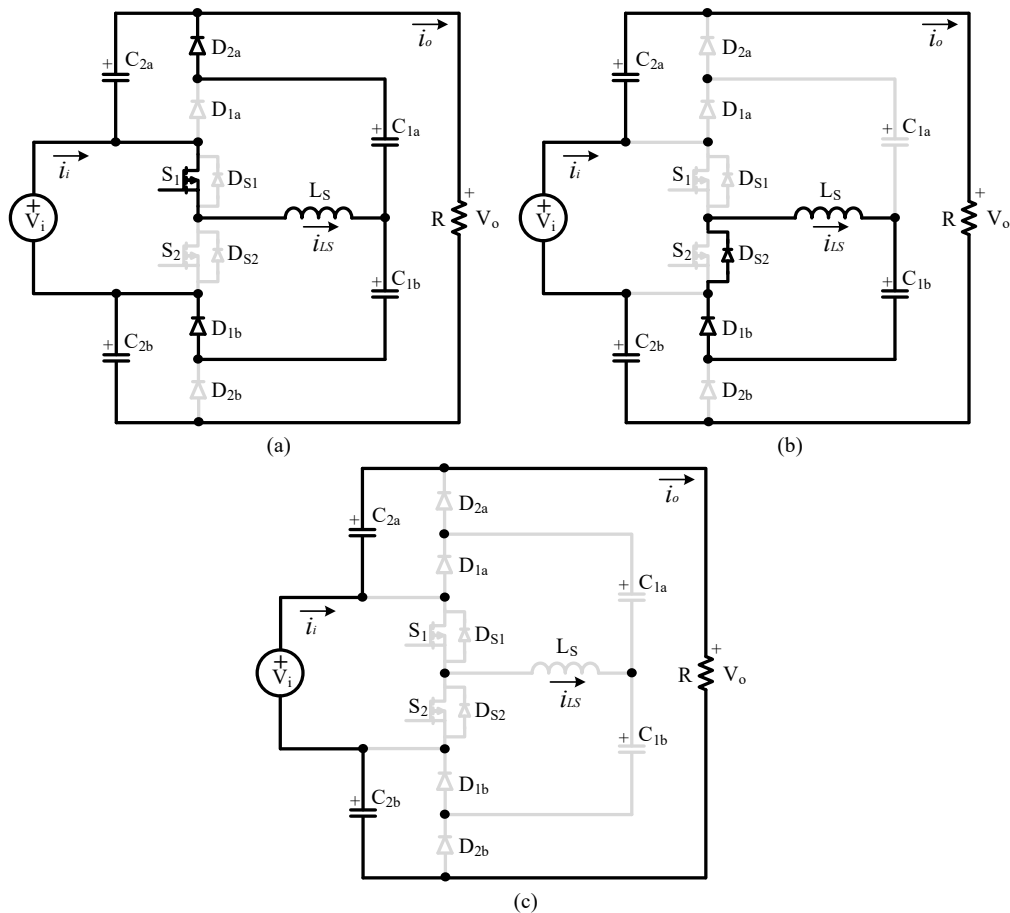 i_o
D_2a
+ C_2a
D_1a
+ C_1a
i_i
S_1
D_S1
L_S
+
V_i
i_LS
R
+
V_o
S_2
D_S2
+ C_1b
D_1b
+ C_2b
D_2b
(a)
i_o
D_2a
+ C_2a
D_1a
+ C_1a
i_i
S_1
D_S1
L_S
+
V_i
i_LS
R
+
V_o
S_2
D_S2
+ C_1b
D_1b
+ C_2b
D_2b
(b)
i_o
D_2a
+ C_2a
D_1a
+ C_1a
i_i
S_1
D_S1
L_S
+
V_i
i_LS
R
+
V_o
S_2
D_S2
+ C_1b
D_1b
+ C_2b
D_2b
(c)